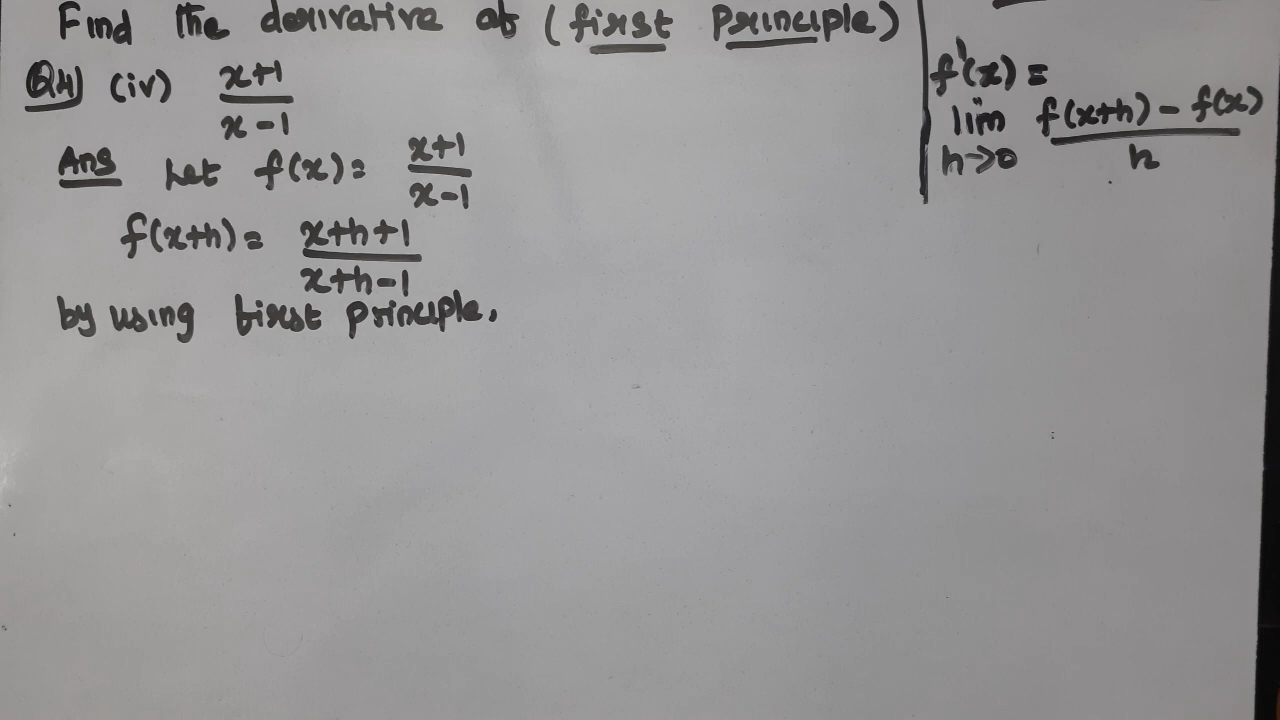 Find the derivative of (first principle)
Q4) (iv) x+1
x-1
Ans Let f(x) = x+1
x-1
f(x+h) = x+h+1
x+h-1
by using first principle.
f'(x) =
lim f(x+h) - f(x)
h→0 h